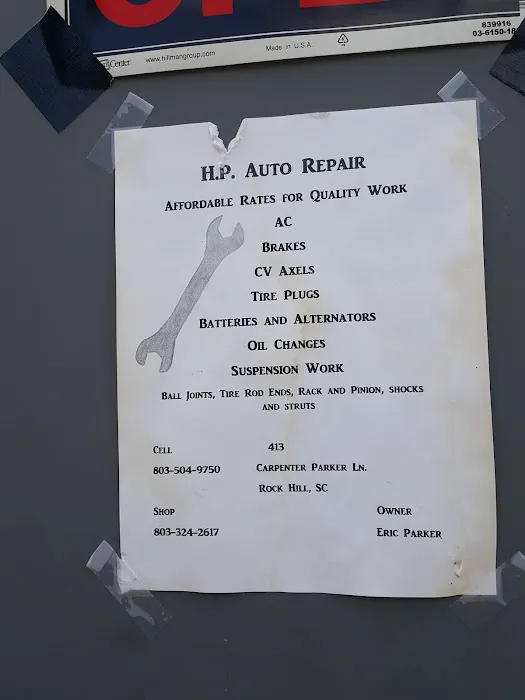 Center www.hillmangroup.com Made in U.S.A. 839916
03-6150-18
H.P. AUTO REPAIR
AFFORDABLE RATES FOR QUALITY WORK
AC
BRAKES
CV AXELS
TIRE PLUGS
BATTERIES AND ALTERNATORS
OIL CHANGES
SUSPENSION WORK
BALL JOINTS, TIRE ROD ENDS, RACK AND PINION, SHOCKS
AND STRUTS
CELL 413
803-504-9750 CARPENTER PARKER LN.
ROCK HILL, SC
SHOP OWNER
803-324-2617 ERIC PARKER